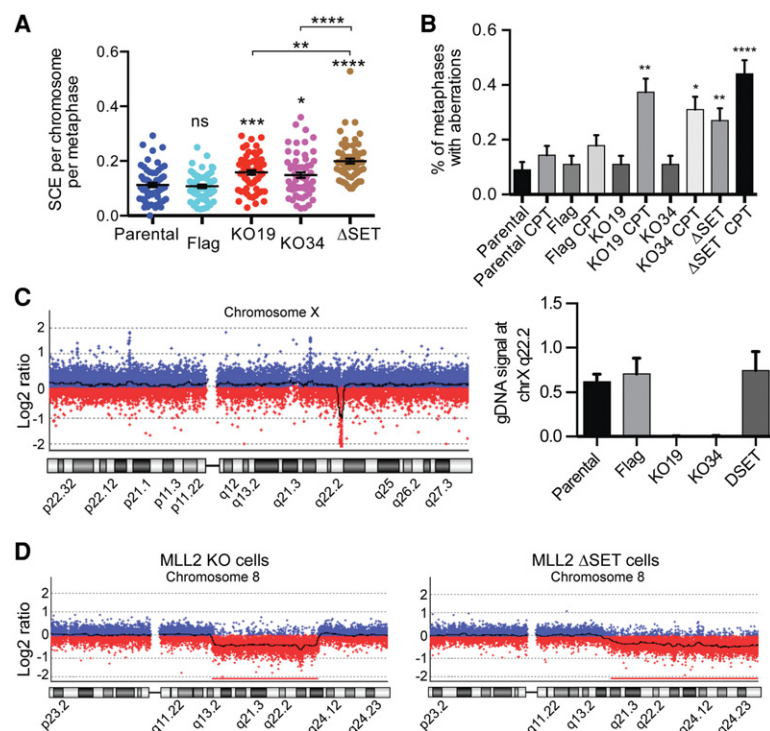 A
SCE per chromosome
per metaphase
0.6
0.4
0.2
0.0
ns
***
*
****
**
****
Parental
Flag
KO19
KO34
ΔSET
B
% of metaphases
with aberrations
0.6
0.4
0.2
0.0
**
*
**
****
Parental
Parental CPT
Flag
Flag CPT
KO19
KO19 CPT
KO34
KO34 CPT
ΔSET
ΔSET CPT
C
Chromosome X
Log2 ratio
2
1
0
-1
-2
p22.32
p22.12
p21.1
p11.3
p11.22
q12
q13.2
q21.3
q22.2
q25
q26.2
q27.3
gDNA signal at
chrX q22.2
1.5
1.0
0.5
0.0
Parental
Flag
KO19
KO34
DSET
D
MLL2 KO cells
Chromosome 8
Log2 ratio
2
1
0
-1
-2
p23.2
q11.22
q13.2
q21.3
q22.2
q24.12
q24.23
MLL2 ΔSET cells
Chromosome 8
2
1
0
-1
-2
p23.2
q11.22
q13.2
q21.3
q22.2
q24.12
q24.23